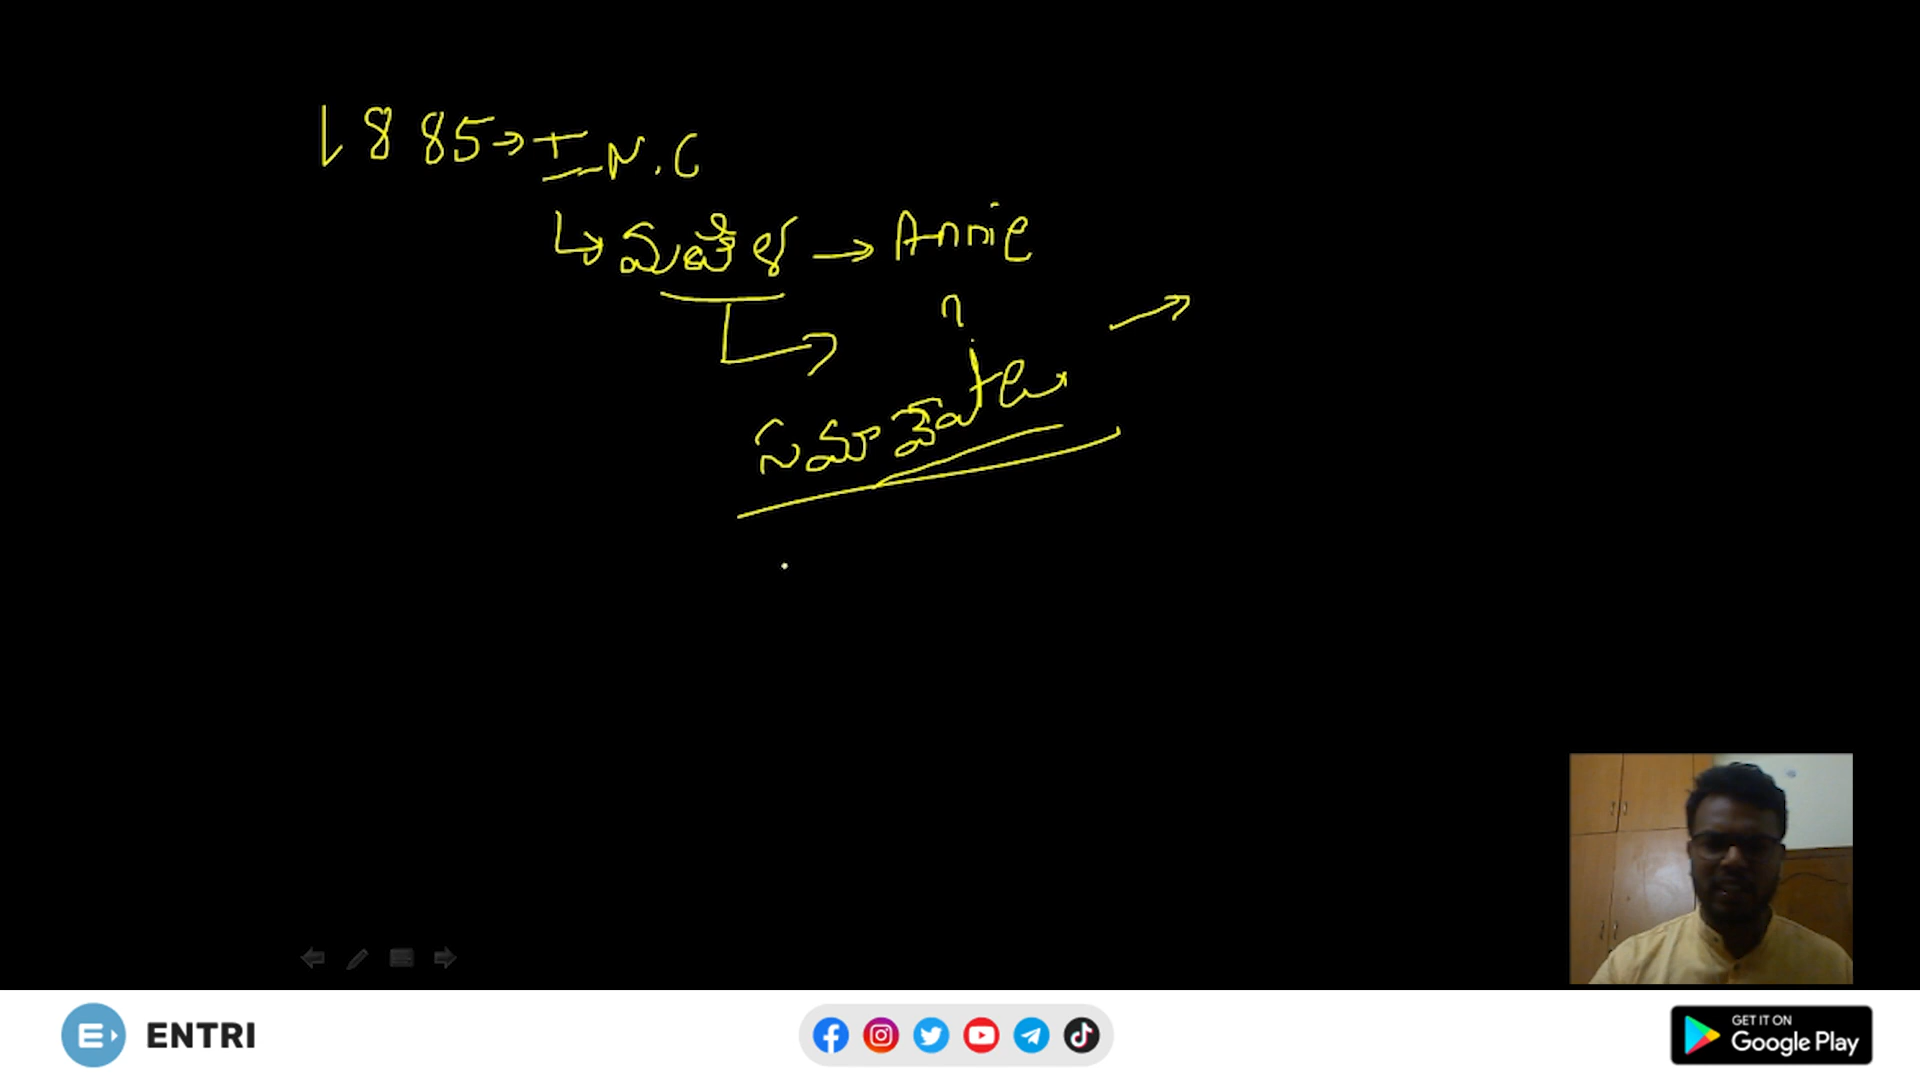 1885→I.N.C
↳ మహిళ → Annie
సమావేశాలు
ENTRI
GET IT ON
Google Play